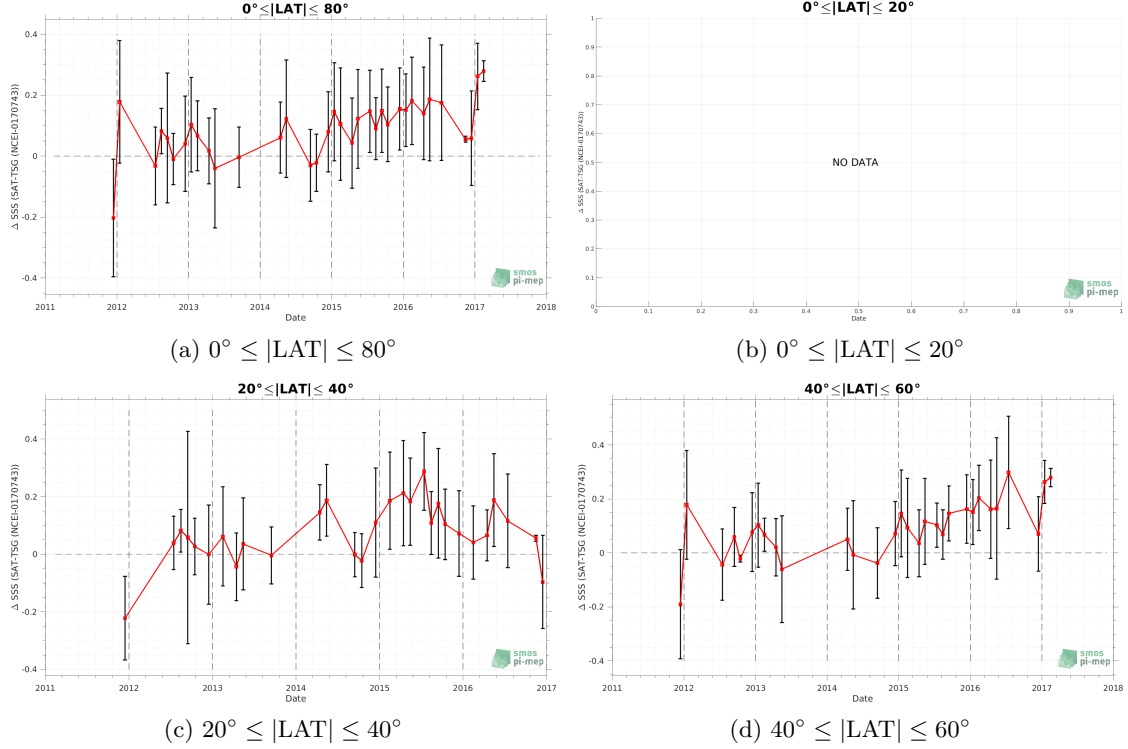 0°≤|LAT|≤ 80°
Δ SSS (SAT-TSG (NCEI-0170743))
0.4
0.2
0
-0.2
-0.4
2011 2012 2013 2014 2015 2016 2017 2018
Date
smos
pi-mep
(a) 0° ≤ |LAT| ≤ 80°
0°≤|LAT|≤ 20°
Δ SSS (SAT-TSG (NCEI-0170743))
1
0.9
0.8
0.7
0.6
0.5
0.4
0.3
0.2
0.1
0
NO DATA
0 0.1 0.2 0.3 0.4 0.5 0.6 0.7 0.8 0.9 1
Date
smos
pi-mep
(b) 0° ≤ |LAT| ≤ 20°
20°≤|LAT|≤ 40°
Δ SSS (SAT-TSG (NCEI-0170743))
0.4
0.2
0
-0.2
-0.4
2011 2012 2013 2014 2015 2016 2017
Date
smos
pi-mep
(c) 20° ≤ |LAT| ≤ 40°
40°≤|LAT|≤ 60°
Δ SSS (SAT-TSG (NCEI-0170743))
0.4
0.2
0
-0.2
-0.4
2011 2012 2013 2014 2015 2016 2017 2018
Date
smos
pi-mep
(d) 40° ≤ |LAT| ≤ 60°